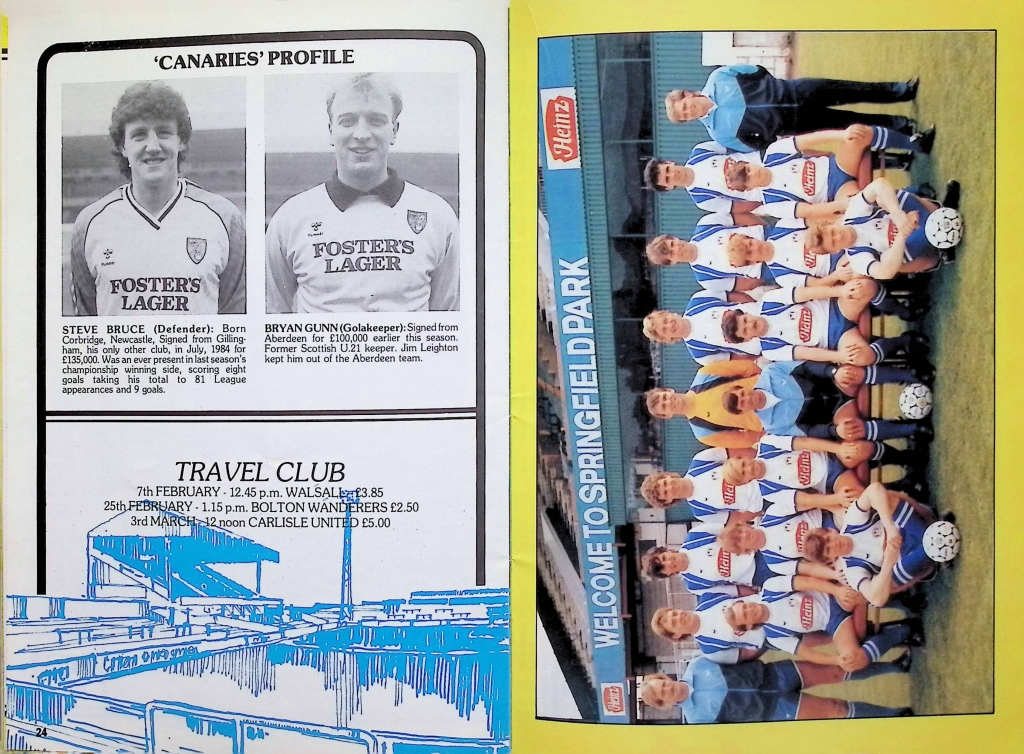 'CANARIES' PROFILE
FOSTER'S
LAGER
FOSTER'S
LAGER
STEVE BRUCE (Defender): Born
Corbridge, Newcastle, Signed from Gilling-
ham, his only other club, in July, 1984 for
£135,000. Was an ever present in last season's
championship winning side, scoring eight
goals taking his total to 81 League
appearances and 9 goals.
BRYAN GUNN (Golakeeper): Signed from
Aberdeen for £100,000 earlier this season.
Former Scottish U.21 keeper. Jim Leighton
kept him out of the Aberdeen team.
TRAVEL CLUB
7th FEBRUARY - 12.45 p.m. WALSALL £3.85
25th FEBRUARY - 1.15 p.m. BOLTON WANDERERS £2.50
3rd MARCH - 12 noon CARLISLE UNITED £5.00
24
Heinz
WELCOME TO SPRINGFIELD PARK
Heinz
Heinz
Heinz
Heinz
Heinz
Heinz